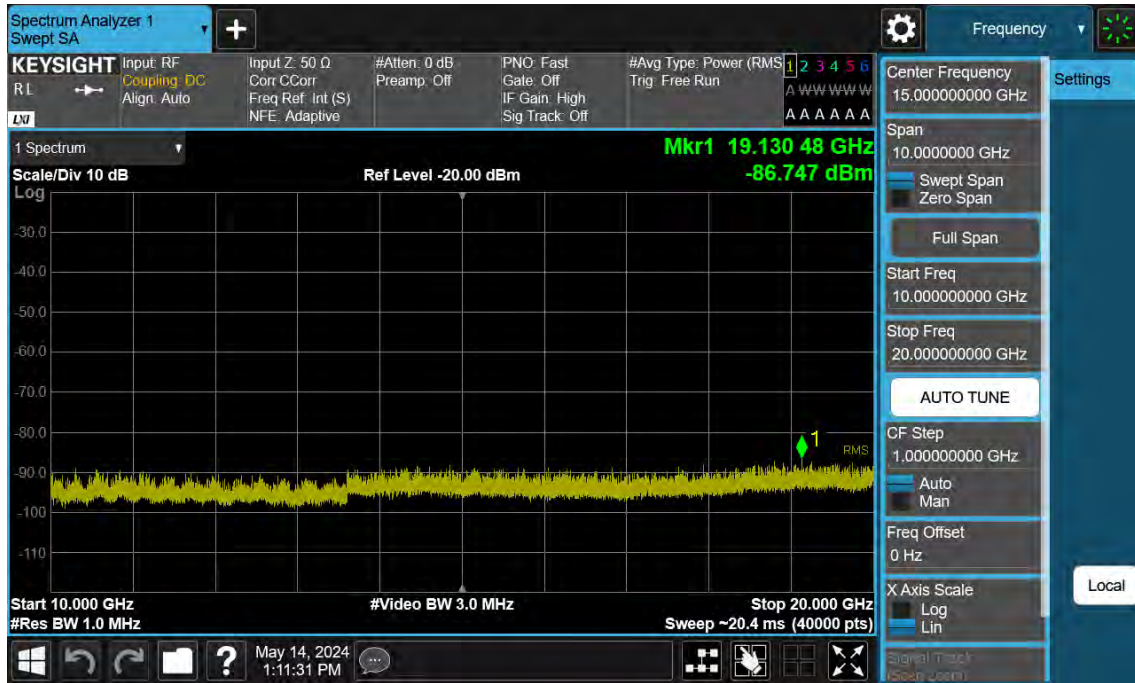 Spectrum Analyzer 1
Swept SA
Frequency
KEYSIGHT
R L
LXI
Input: RF
Coupling: DC
Align: Auto
Input Z: 50 Ω
Corr CCorr
Freq Ref: Int (S)
NFE: Adaptive
#Atten: 0 dB
Preamp: Off
PNO: Fast
Gate: Off
IF Gain: High
Sig Track: Off
#Avg Type: Power (RMS
Trig: Free Run
1 2 3 4 5 6
A W W W W W
A A A A A A
1 Spectrum
Scale/Div 10 dB
Ref Level -20.00 dBm
Mkr1 19.130 48 GHz
-86.747 dBm
Log
-30.0
-40.0
-50.0
-60.0
-70.0
-80.0
-90.0
-100
-110
1
RMS
Start 10.000 GHz
#Video BW 3.0 MHz
Stop 20.000 GHz
#Res BW 1.0 MHz
Sweep ~20.4 ms (40000 pts)
May 14, 2024
1:11:31 PM
Center Frequency
15.000000000 GHz
Span
10.0000000 GHz
Swept Span
Zero Span
Full Span
Start Freq
10.000000000 GHz
Stop Freq
20.000000000 GHz
AUTO TUNE
CF Step
1.000000000 GHz
Auto
Man
Freq Offset
0 Hz
X Axis Scale
Log
Lin
Signal Track
(Span Zoom)
Settings
Local